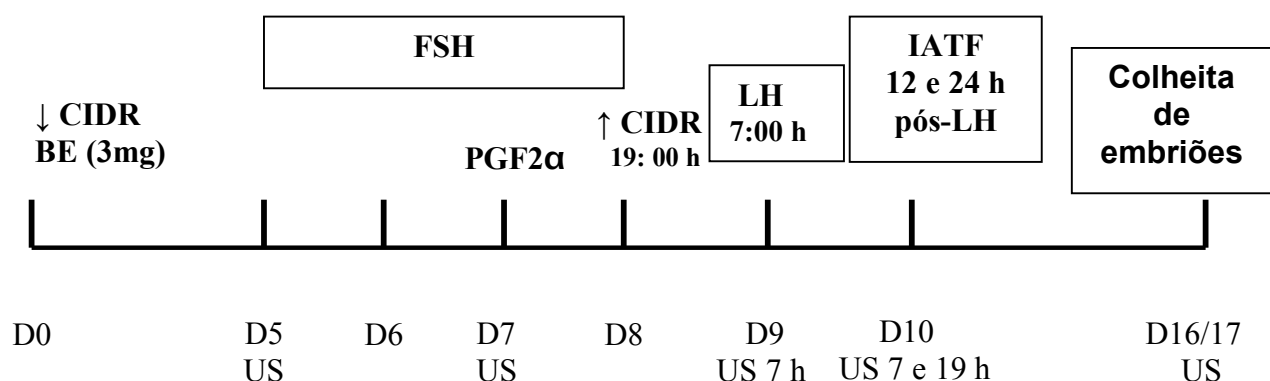 FSH
IATF
12 e 24 h
pós-LH
Colheita
de
embriões
LH
7:00 h
↓ CIDR
BE (3mg)
PGF2α
↑ CIDR
19: 00 h
D0
D5
US
D6
D7
US
D8
D9
US 7 h
D10
US 7 e 19 h
D16/17
US